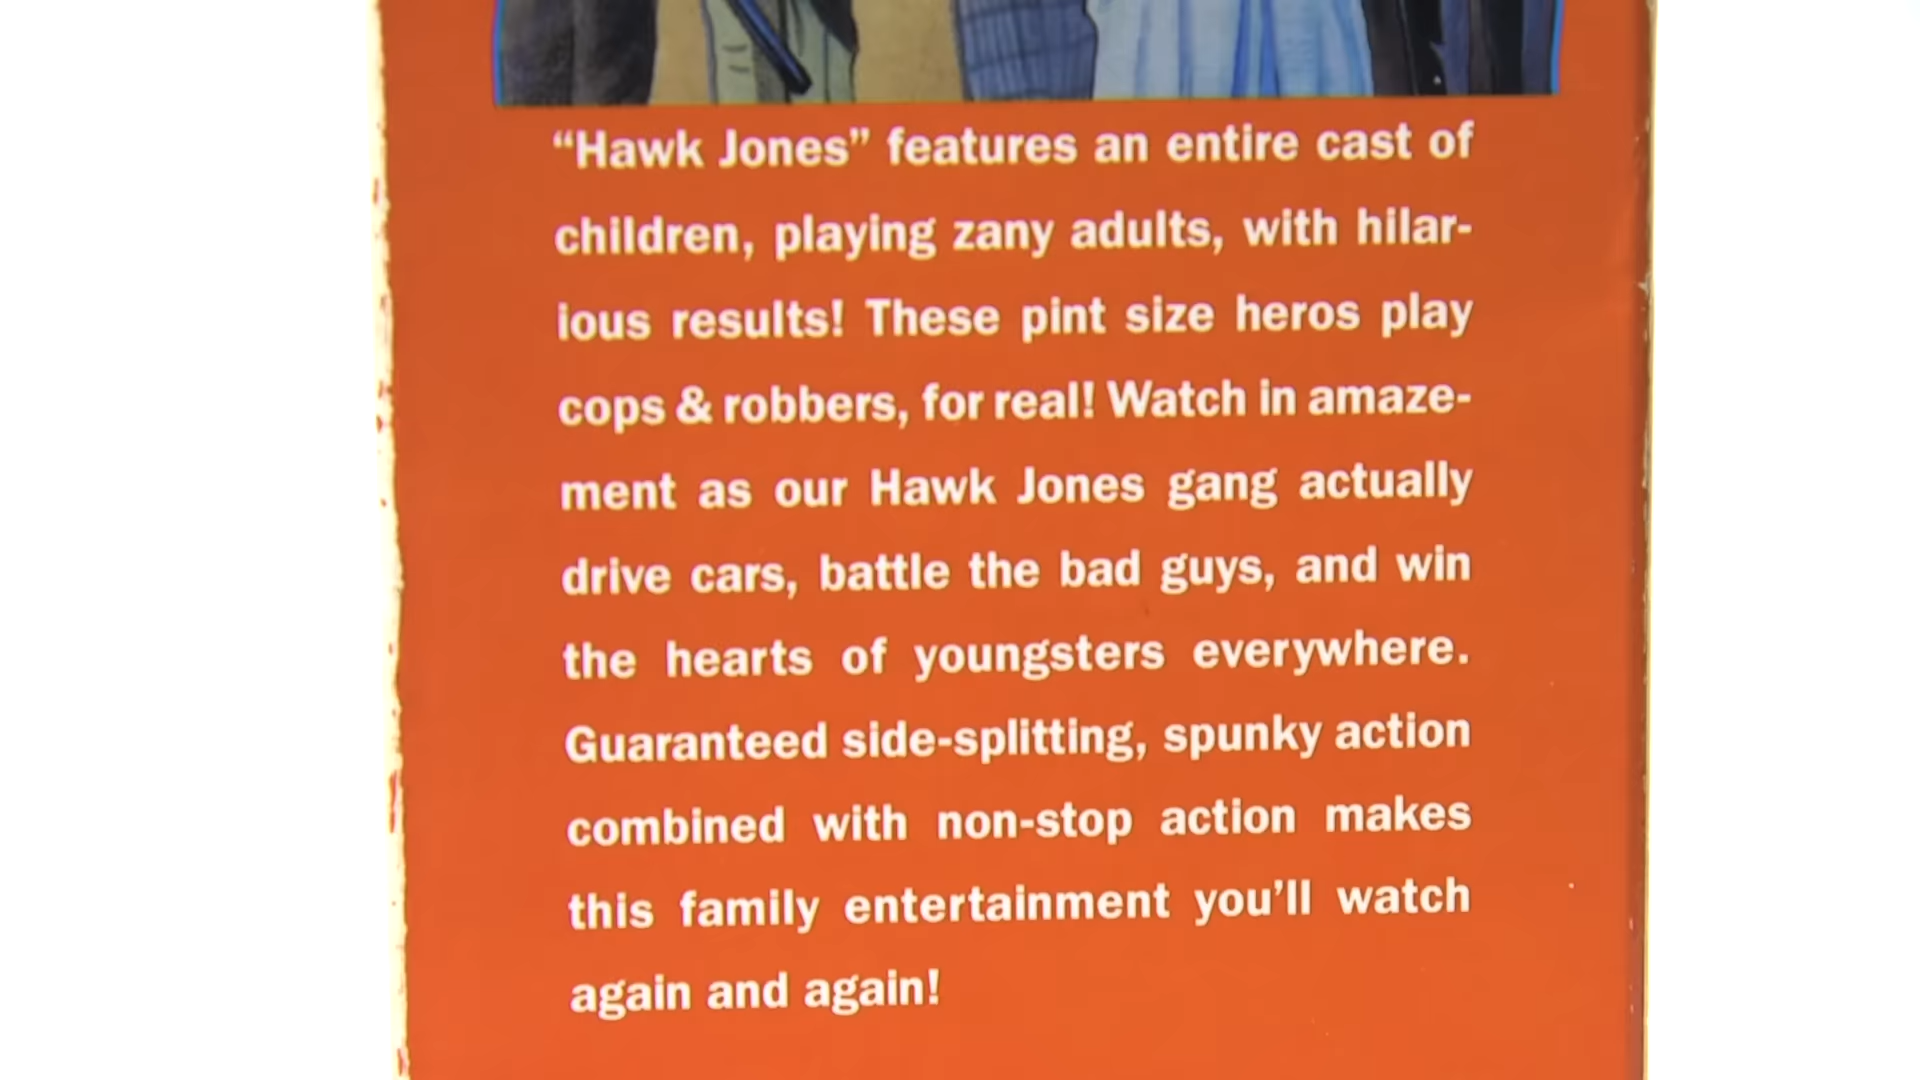 “Hawk Jones” features an entire cast of
children, playing zany adults, with hilar-
ious results! These pint size heros play
cops & robbers, for real! Watch in amaze-
ment as our Hawk Jones gang actually
drive cars, battle the bad guys, and win
the hearts of youngsters everywhere.
Guaranteed side-splitting, spunky action
combined with non-stop action makes
this family entertainment you’ll watch
again and again!